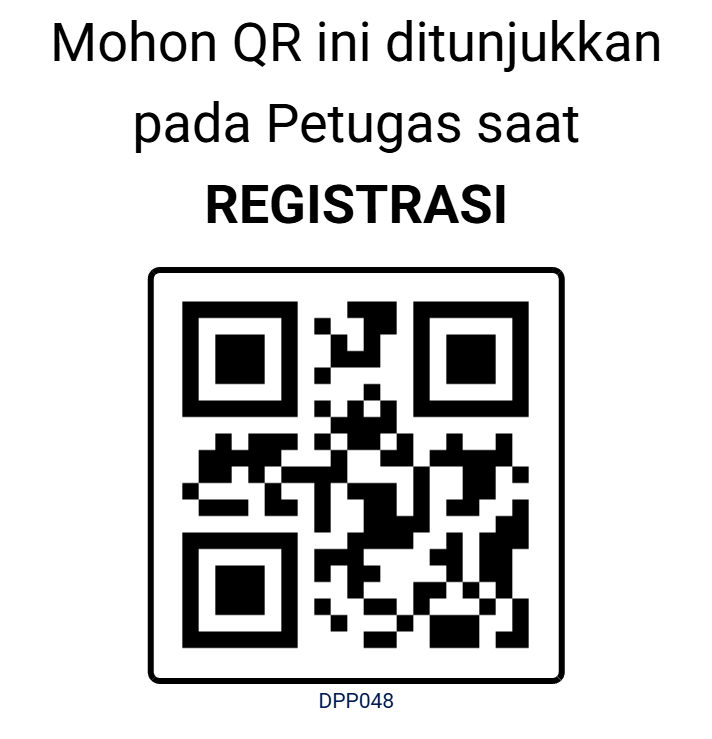 Mohon QR ini ditunjukkan
pada Petugas saat
REGISTRASI
DPP048